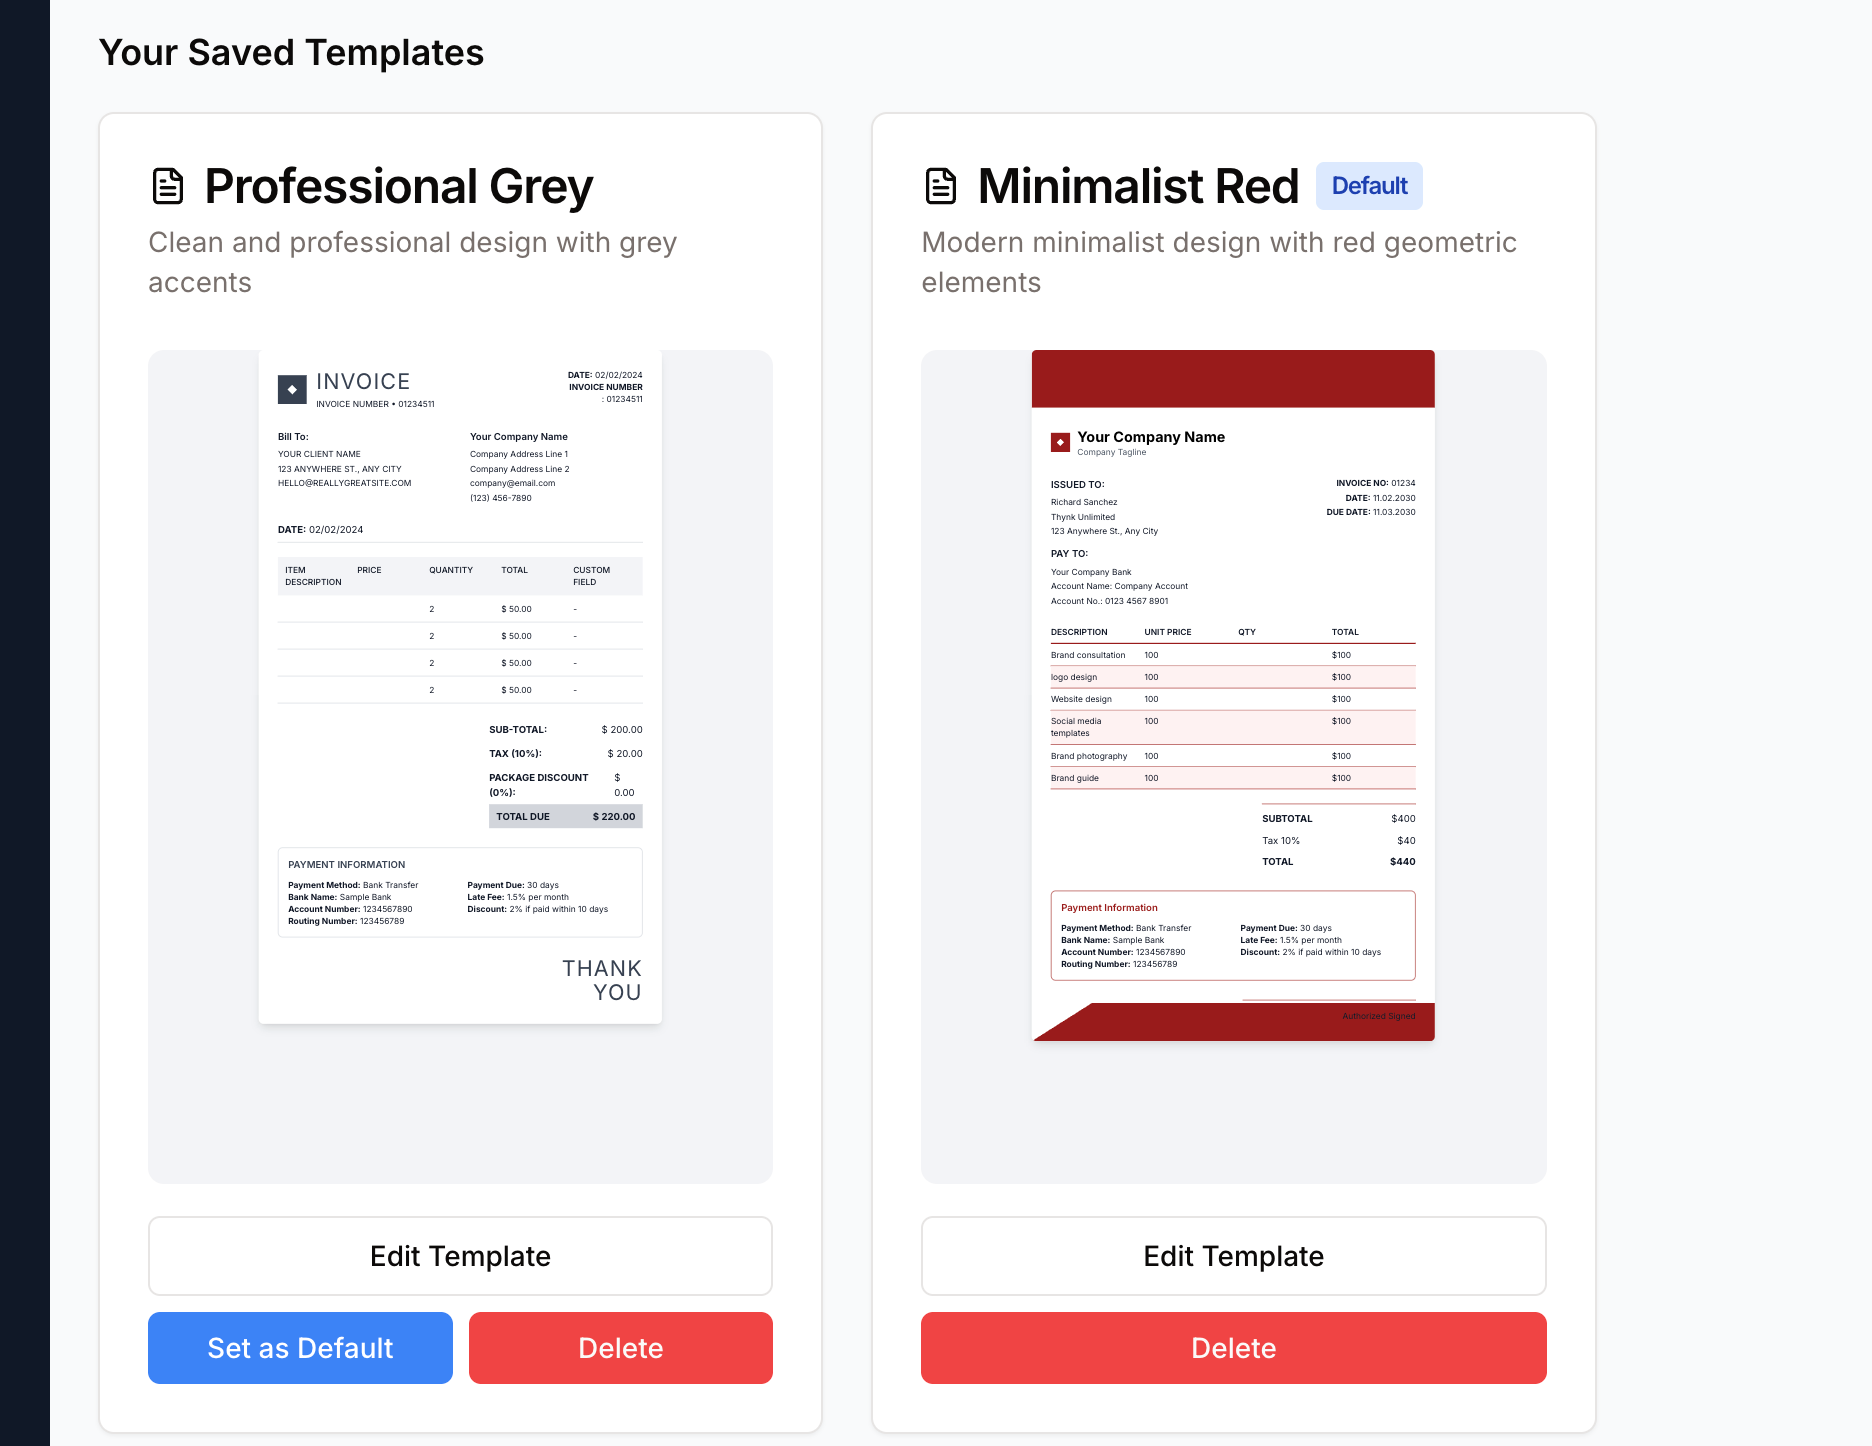 Your Saved Templates
Professional Grey
Clean and professional design with grey
accents
INVOICE
INVOICE NUMBER • 01234511
DATE: 02/02/2024
INVOICE NUMBER
: 01234511
Bill To:
YOUR CLIENT NAME
123 ANYWHERE ST., ANY CITY
HELLO@REALLYGREATSITE.COM
Your Company Name
Company Address Line 1
Company Address Line 2
company@email.com
(123) 456-7890
DATE: 02/02/2024
ITEM DESCRIPTION PRICE QUANTITY TOTAL CUSTOM FIELD
2 $ 50.00 -
2 $ 50.00 -
2 $ 50.00 -
2 $ 50.00 -
SUB-TOTAL: $ 200.00
TAX (10%): $ 20.00
PACKAGE DISCOUNT $
(0%): 0.00
TOTAL DUE $ 220.00
PAYMENT INFORMATION
Payment Method: Bank Transfer
Bank Name: Sample Bank
Account Number: 1234567890
Routing Number: 123456789
Payment Due: 30 days
Late Fee: 1.5% per month
Discount: 2% if paid within 10 days
THANK
YOU
Edit Template
Set as Default
Delete
Minimalist Red
Default
Modern minimalist design with red geometric
elements
Your Company Name
Company Tagline
ISSUED TO:
Richard Sanchez
Thynk Unlimited
123 Anywhere St., Any City
INVOICE NO: 01234
DATE: 11.02.2030
DUE DATE: 11.03.2030
PAY TO:
Your Company Bank
Account Name: Company Account
Account No.: 0123 4567 8901
DESCRIPTION UNIT PRICE QTY TOTAL
Brand consultation 100 $100
logo design 100 $100
Website design 100 $100
Social media 100 $100
templates
Brand photography 100 $100
Brand guide 100 $100
SUBTOTAL $400
Tax 10% $40
TOTAL $440
Payment Information
Payment Method: Bank Transfer
Bank Name: Sample Bank
Account Number: 1234567890
Routing Number: 123456789
Payment Due: 30 days
Late Fee: 1.5% per month
Discount: 2% if paid within 10 days
Authorized Signed
Edit Template
Delete